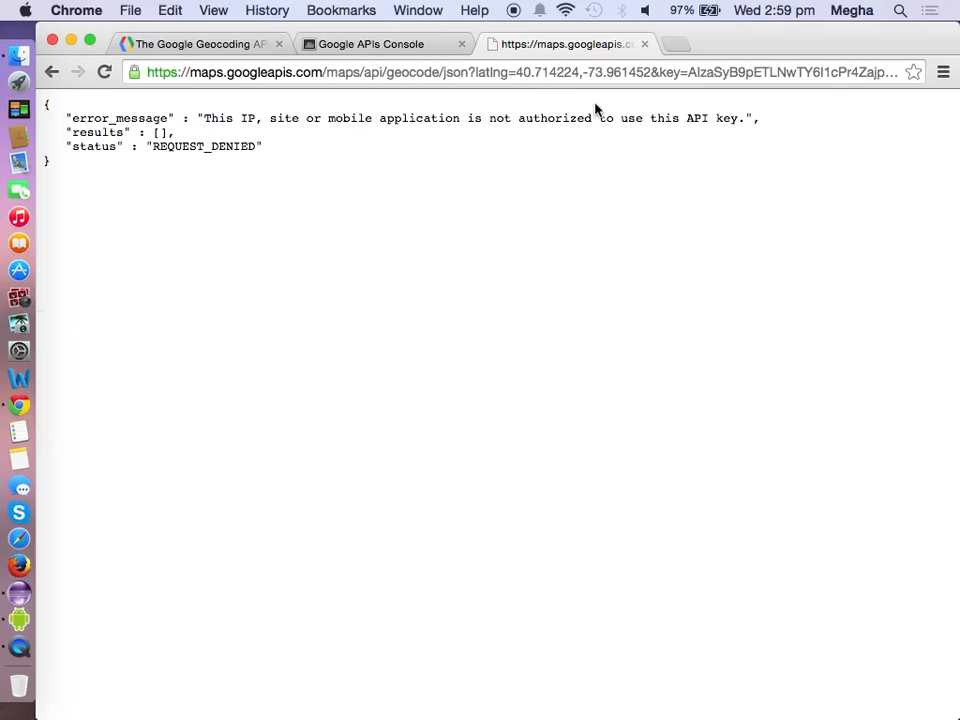 Chrome File Edit View History Bookmarks Window Help 97% Wed 2:59 pm Megha
The Google Geocoding AP
Google APIs Console
https://maps.googleapis.co
https://maps.googleapis.com/maps/api/geocode/json?latlng=40.714224,-73.961452&key=AIzaSyB9pETLNwTY6I1cPr4Zajp...
{
"error_message" : "This IP, site or mobile application is not authorized to use this API key.",
"results" : [],
"status" : "REQUEST_DENIED"
}